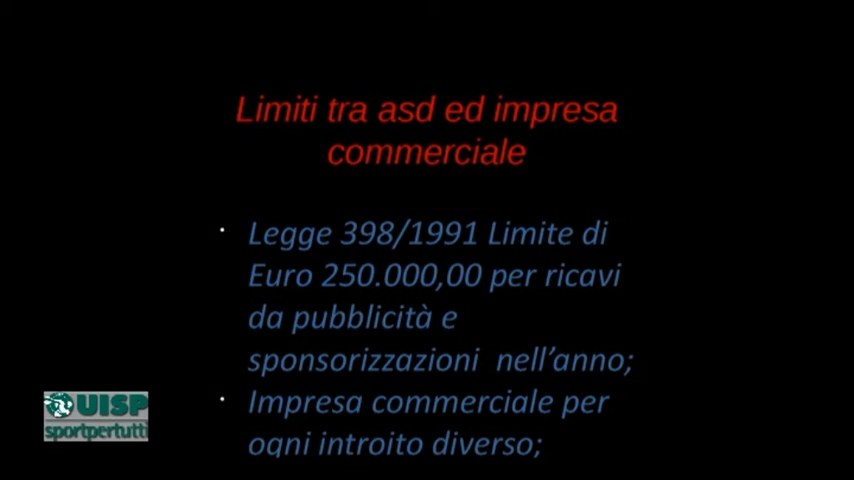 Limiti tra asd ed impresa
commerciale
Legge 398/1991 Limite di
Euro 250.000,00 per ricavi
da pubblicità e
sponsorizzazioni nell’anno;
Impresa commerciale per
ogni introito diverso;
UISP
sportpertutti